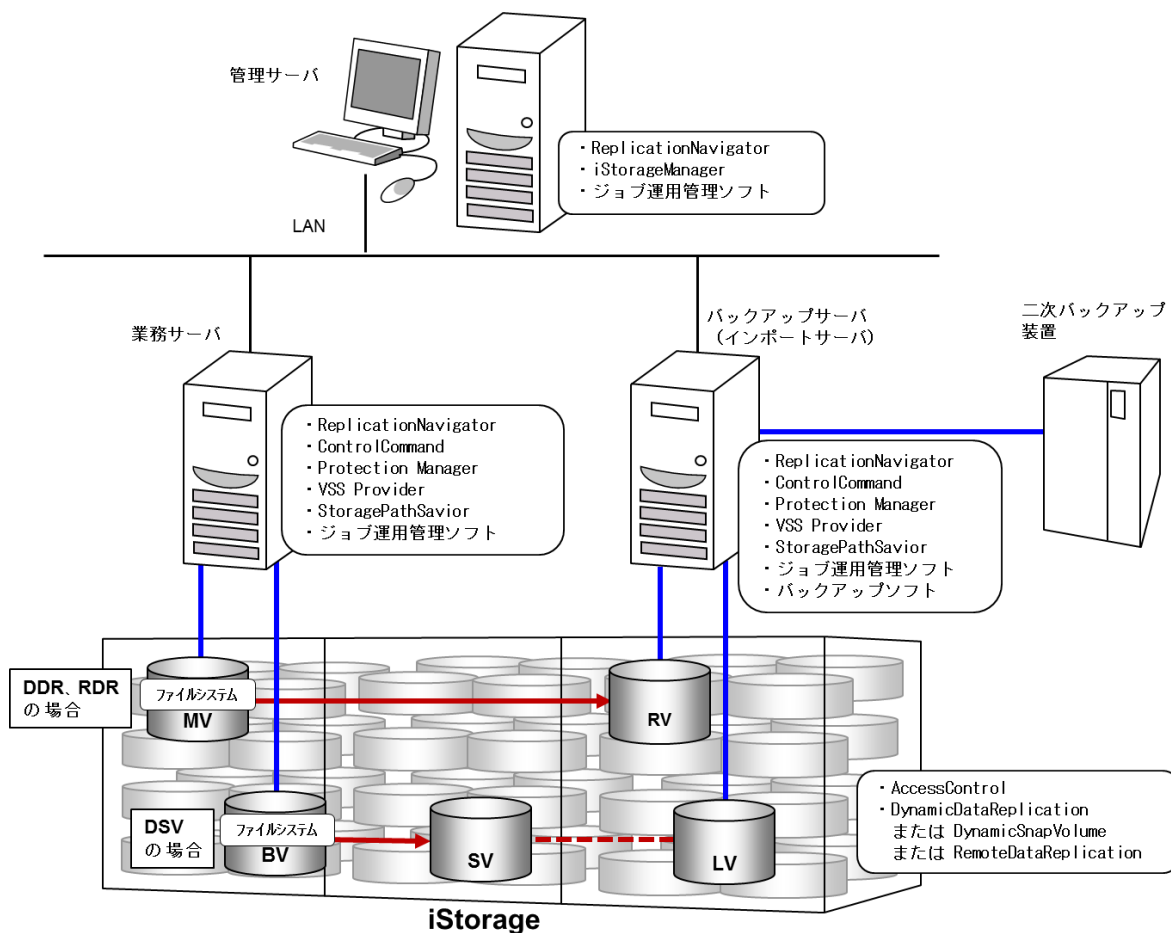 管理サーバ
・ReplicationNavigator
・iStorageManager
・ジョブ運用管理ソフト
LAN
業務サーバ
バックアップサーバ
（インポートサーバ）
二次バックアップ
装置
・ReplicationNavigator
・ControlCommand
・Protection Manager
・VSS Provider
・StoragePathSavior
・ジョブ運用管理ソフト
・ReplicationNavigator
・ControlCommand
・Protection Manager
・VSS Provider
・StoragePathSavior
・ジョブ運用管理ソフト
・バックアップソフト
DDR、RDR
の場合
ファイルシステム
MV
RV
DSV
の場合
ファイルシステム
BV
SV
LV
・AccessControl
・DynamicDataReplication
または DynamicSnapVolume
または RemoteDataReplication
iStorage